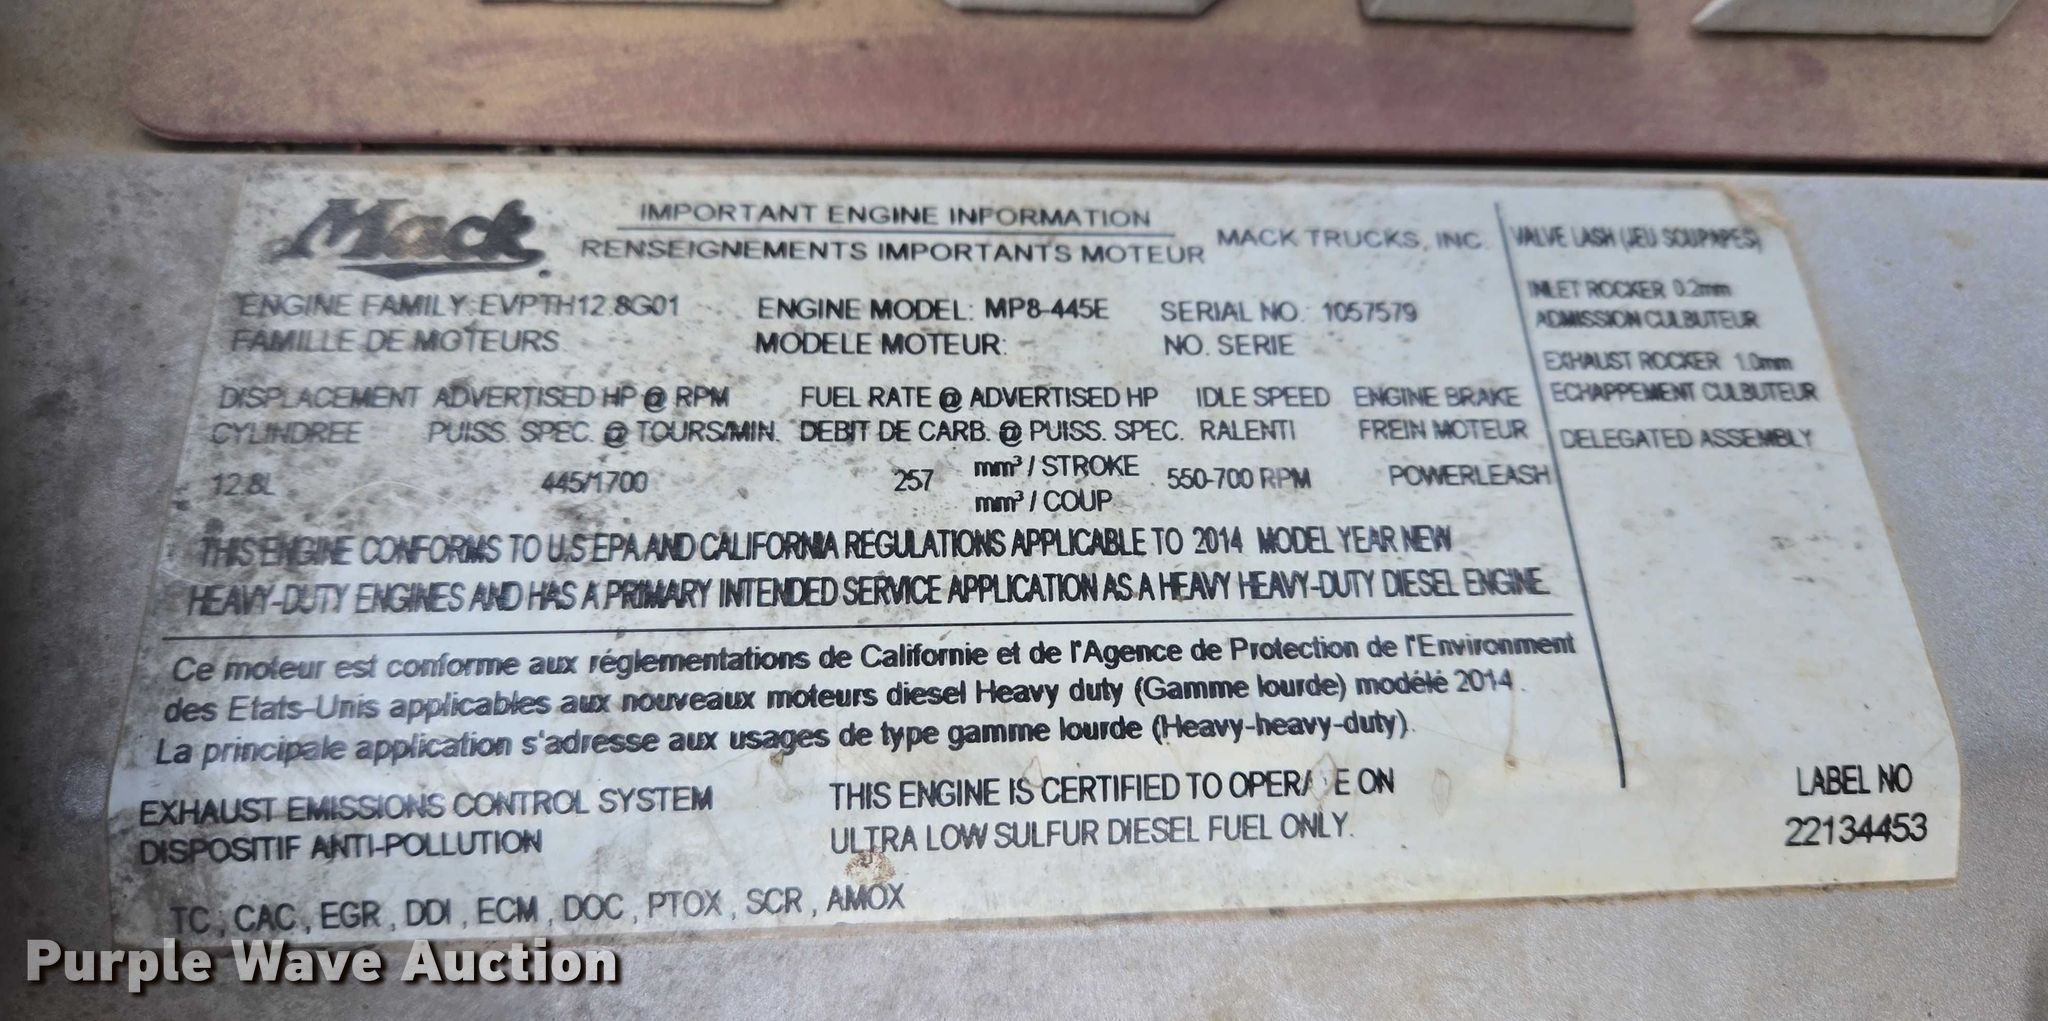 Mack
IMPORTANT ENGINE INFORMATION
RENSEIGNEMENTS IMPORTANTS MOTEUR
MACK TRUCKS, INC.
ENGINE FAMILY: EVPTH12.8G01 ENGINE MODEL: MP8-445E SERIAL NO. 1057579
FAMILLE DE MOTEURS MODELE MOTEUR: NO. SERIE
DISPLACEMENT ADVERTISED HP @ RPM FUEL RATE @ ADVERTISED HP IDLE SPEED ENGINE BRAKE
CYLINDREE PUISS. SPEC. @ TOURS/MIN. DEBIT DE CARB. @ PUISS. SPEC. RALENTI FREIN MOTEUR
12.8L 445/1700 257 mm³ / STROKE 550-700 RPM POWERLEASH
mm³ / COUP
THIS ENGINE CONFORMS TO U.S EPA AND CALIFORNIA REGULATIONS APPLICABLE TO 2014 MODEL YEAR NEW
HEAVY-DUTY ENGINES AND HAS A PRIMARY INTENDED SERVICE APPLICATION AS A HEAVY HEAVY-DUTY DIESEL ENGINE
Ce moteur est conforme aux réglementations de Californie et de l'Agence de Protection de l'Environment
des Etats-Unis applicables aux nouveaux moteurs diesel Heavy duty (Gamme lourde) modélé 2014.
La principale application s'adresse aux usages de type gamme lourde (Heavy-heavy-duty).
EXHAUST EMISSIONS CONTROL SYSTEM
DISPOSITIF ANTI-POLLUTION
THIS ENGINE IS CERTIFIED TO OPERATE ON
ULTRA LOW SULFUR DIESEL FUEL ONLY.
TC, CAC, EGR, DDI, ECM, DOC, PTOX, SCR, AMOX
VALVE LASH (JEU SOUPAPES)
INLET ROCKER 0.2mm
ADMISSION CULBUTEUR
EXHAUST ROCKER 1.0mm
ECHAPPEMENT CULBUTEUR
DELEGATED ASSEMBLY
LABEL NO
22134453
Purple Wave Auction